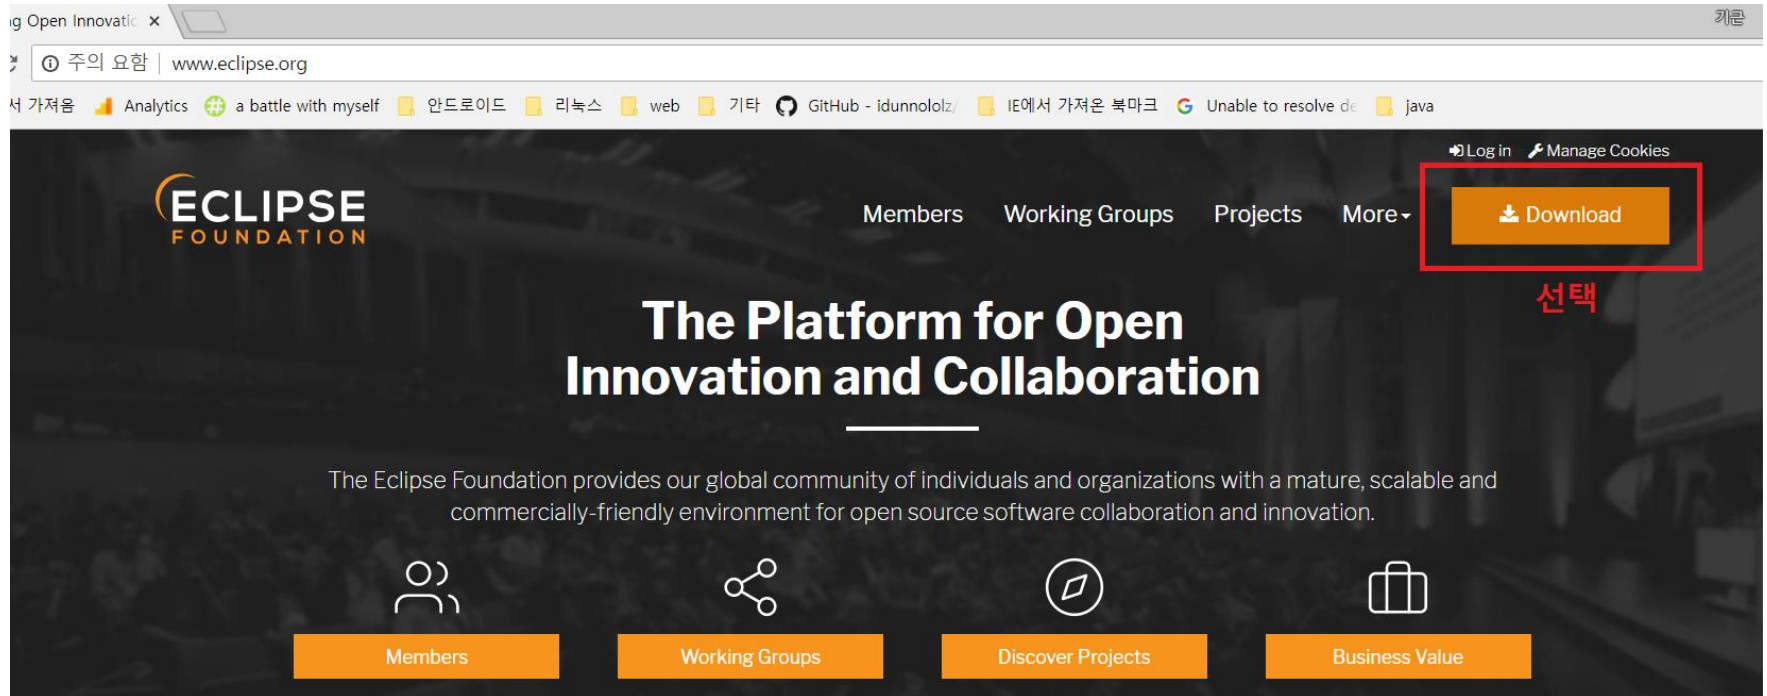 ng Open Innovatic
기근
주의 요함 | www.eclipse.org
서 가져옴 Analytics a battle with myself 안드로이드 리눅스 web 기타 GitHub - idunnololz/ IE에서 가져온 북마크 Unable to resolve de java
Log in Manage Cookies
ECLIPSE
FOUNDATION
Members Working Groups Projects More Download
선택
The Platform for Open
Innovation and Collaboration
The Eclipse Foundation provides our global community of individuals and organizations with a mature, scalable and
commercially-friendly environment for open source software collaboration and innovation.
Members Working Groups Discover Projects Business Value